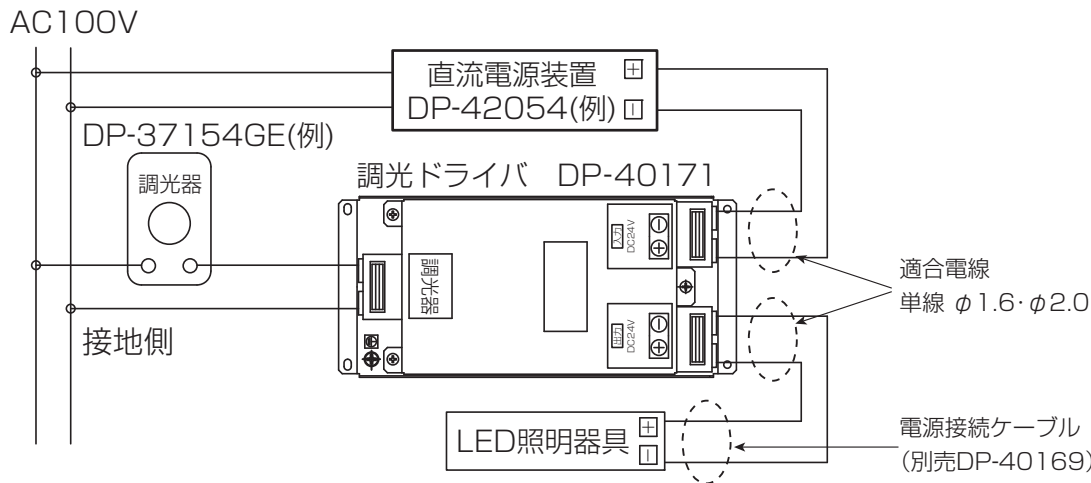 AC100V
直流電源装置
DP-42054(例)
+
−
DP-37154GE(例)
調光器
調光ドライバ DP-40171
調光器
入力
DC24V
−
+
出力
DC24V
−
+
適合電線
単線 φ1.6·φ2.0
接地側
LED照明器具
+
−
電源接続ケーブル
(別売DP-40169)